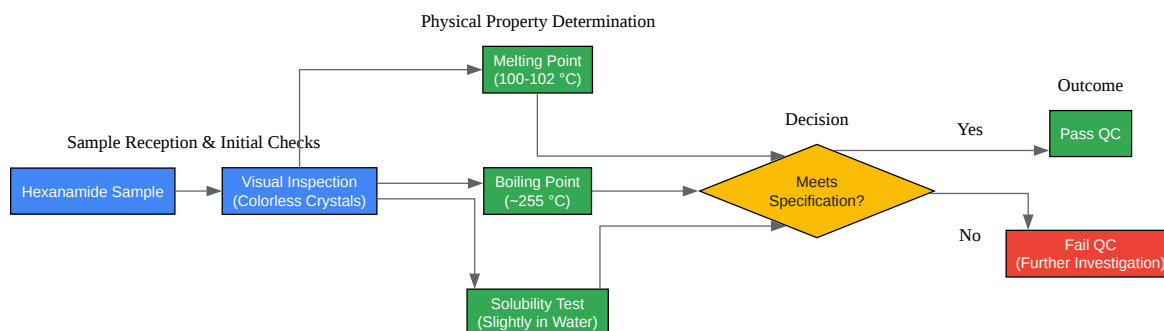 Physical Property Determination
Melting Point
(100-102 °C)
Outcome
Sample Reception & Initial Checks
Decision
Yes
Pass QC
Hexanamide Sample
Visual Inspection
(Colorless Crystals)
Boiling Point
(~255 °C)
Meets
Specification?
No
Fail QC
(Further Investigation)
Solubility Test
(Slightly in Water)